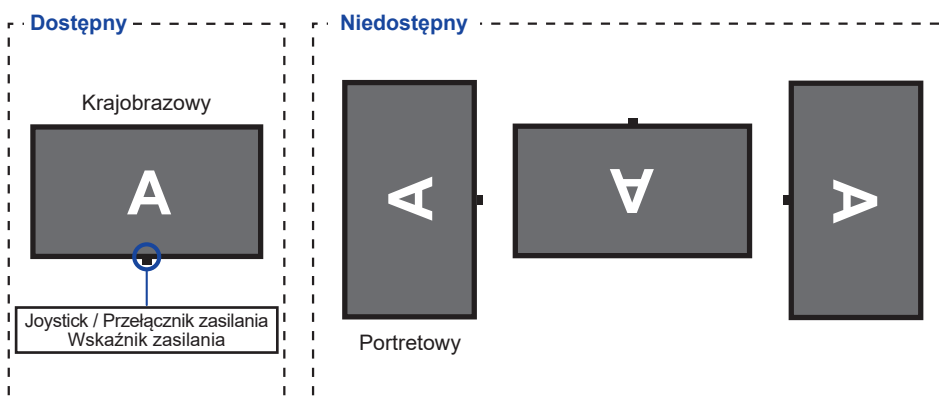 Dostępny
Niedostępny
Krajobrazowy
A
A
A
A
Joystick / Przełącznik zasilania
Wskaźnik zasilania
Portretowy